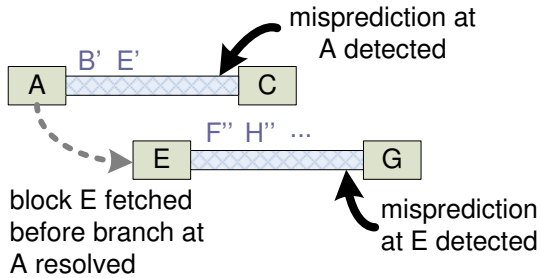 misprediction at
A detected
B’ E’
A
C
F’’ H’’ ...
E
G
block E fetched
before branch at
A resolved
misprediction
at E detected